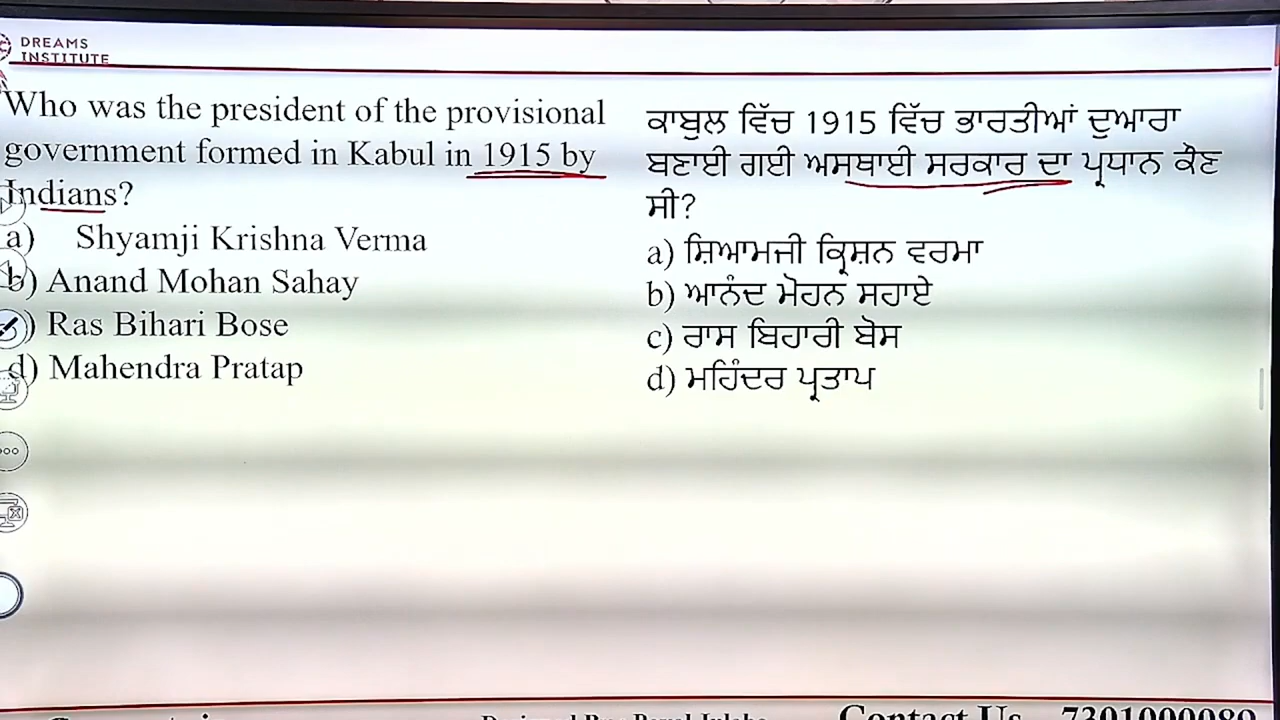 DREAMS
INSTITUTE
Who was the president of the provisional
government formed in Kabul in 1915 by
Indians?
a) Shyamji Krishna Verma
b) Anand Mohan Sahay
) Ras Bihari Bose
d) Mahendra Pratap
ਕਾਬੁਲ ਵਿੱਚ 1915 ਵਿੱਚ ਭਾਰਤੀਆਂ ਦੁਆਰਾ
ਬਣਾਈ ਗਈ ਅਸਥਾਈ ਸਰਕਾਰ ਦਾ ਪ੍ਰਧਾਨ ਕੌਣ
ਸੀ?
a) ਸ਼ਿਆਮਜੀ ਕ੍ਰਿਸ਼ਨ ਵਰਮਾ
b) ਆਨੰਦ ਮੋਹਨ ਸਹਾਏ
c) ਰਾਸ ਬਿਹਾਰੀ ਬੋਸ
d) ਮਹਿੰਦਰ ਪ੍ਰਤਾਪ
Contact Us 7301000080